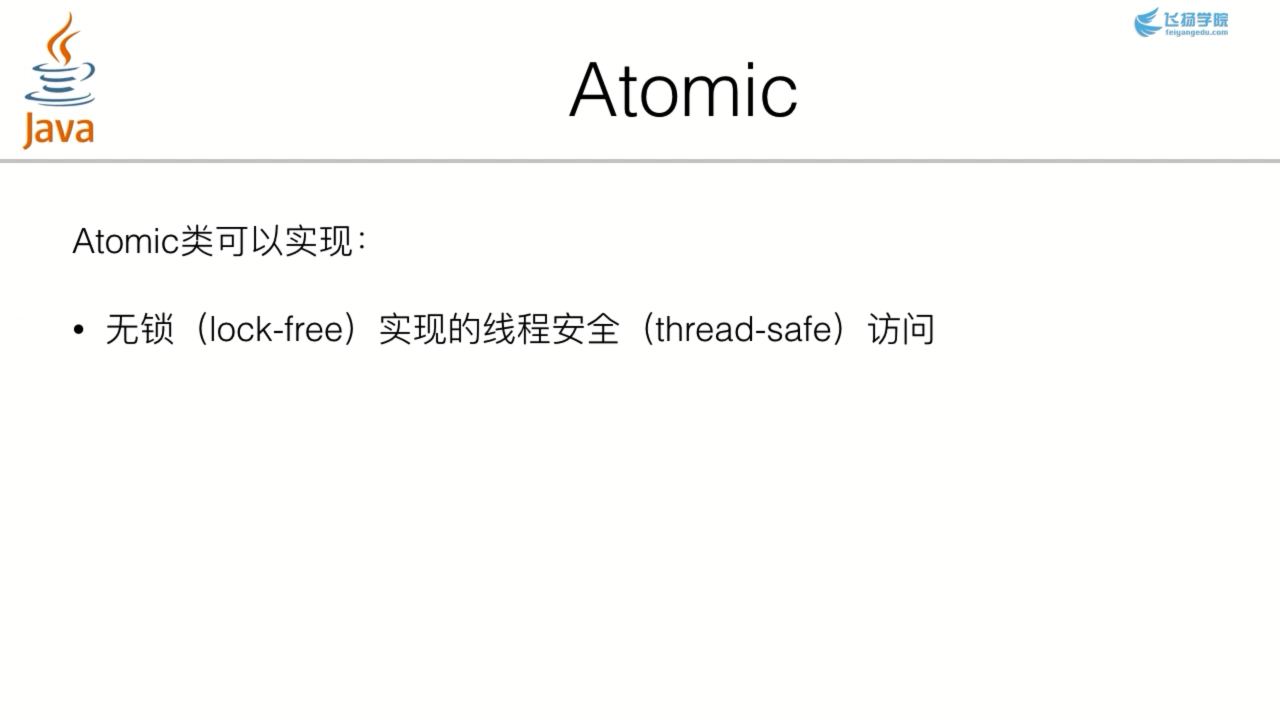 飞扬学院
feiyangedu.com
Java
Atomic
Atomic类可以实现：
• 无锁（lock-free）实现的线程安全（thread-safe）访问